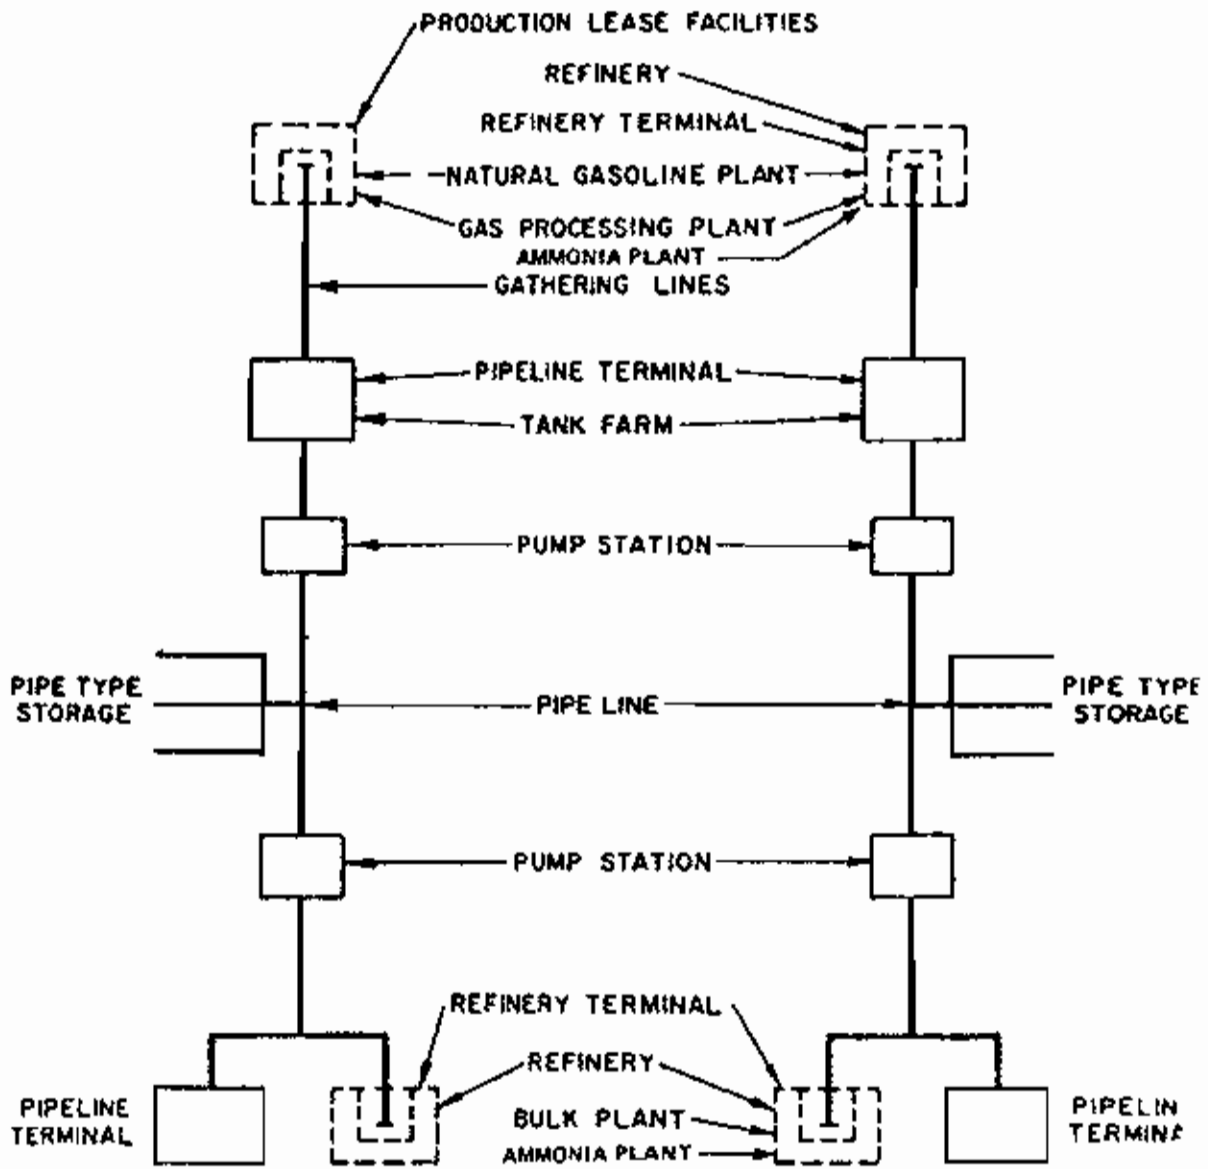 PRODUCTION LEASE FACILITIES
REFINERY
REFINERY TERMINAL
NATURAL GASOLINE PLANT
GAS PROCESSING PLANT
AMMONIA PLANT
GATHERING LINES
PIPELINE TERMINAL
TANK FARM
PUMP STATION
PIPE TYPE
STORAGE
PIPE LINE
PIPE TYPE
STORAGE
PUMP STATION
REFINERY TERMINAL
REFINERY
BULK PLANT
AMMONIA PLANT
PIPELINE
TERMINAL
PIPELIN
TERMINA